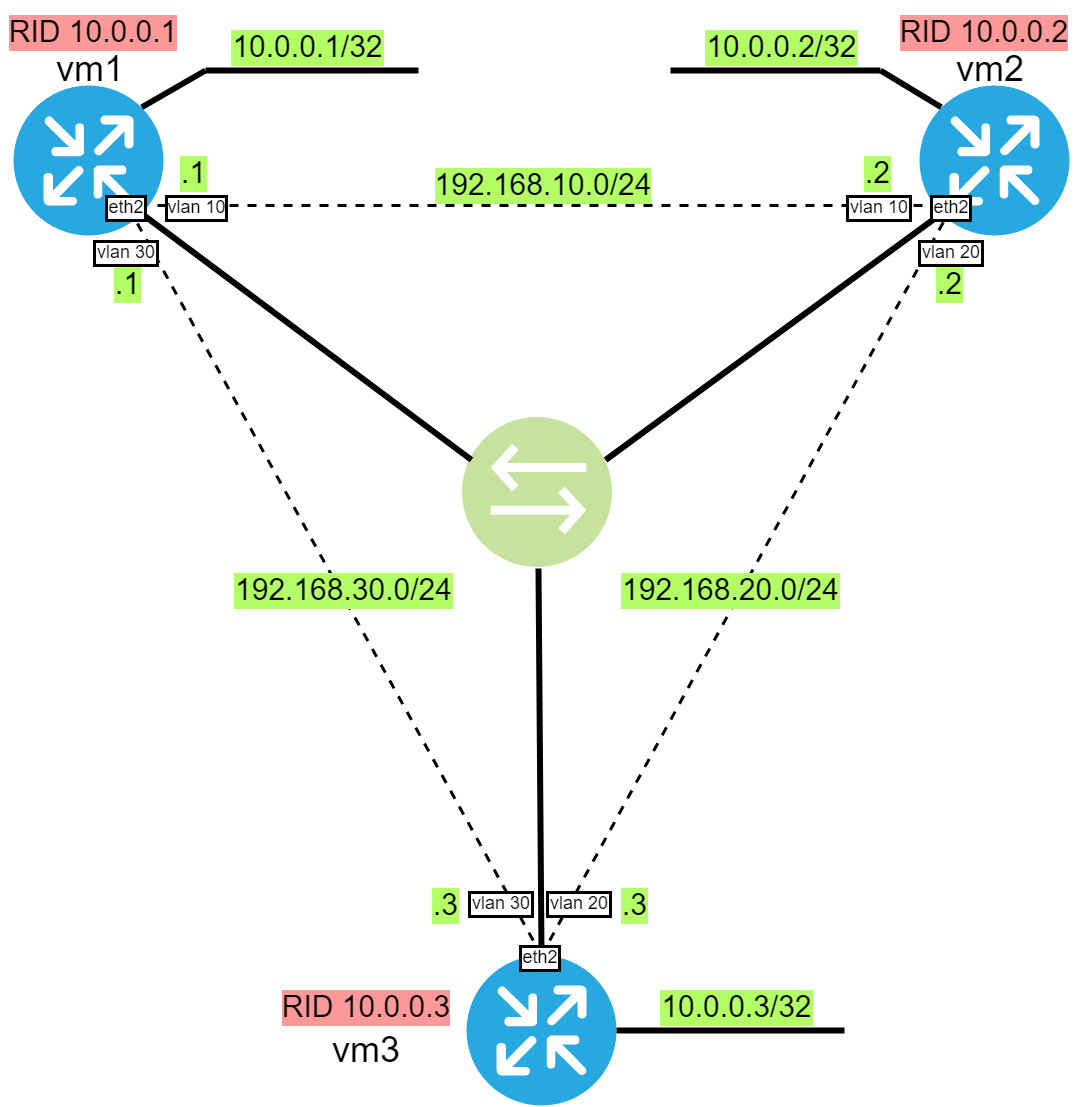 RID 10.0.0.1
vm1
10.0.0.1/32
10.0.0.2/32
RID 10.0.0.2
vm2
.1
192.168.10.0/24
.2
eth2
vlan 10
vlan 10
eth2
vlan 30
.1
vlan 20
.2
192.168.30.0/24
192.168.20.0/24
.3
vlan 30
vlan 20
.3
eth2
RID 10.0.0.3
vm3
10.0.0.3/32